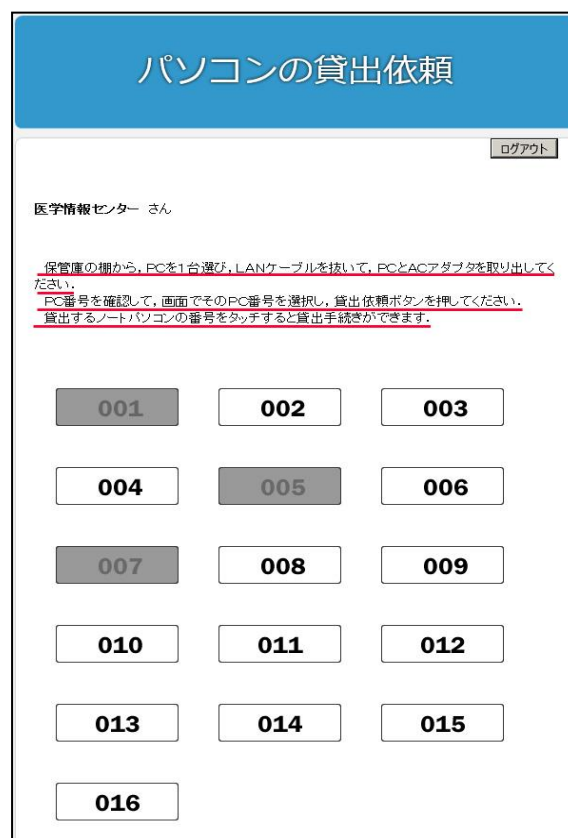 パソコンの貸出依頼
ログアウト
医学情報センター さん
保管庫の棚から，PCを1台選び，LANケーブルを抜いて，PCとACアダプタを取り出してく
ださい．
PC番号を確認して，画面でそのPC番号を選択し，貸出依頼ボタンを押してください．
貸出するノートパソコンの番号をタッチすると貸出手続きができます．
001 002 003
004 005 006
007 008 009
010 011 012
013 014 015
016